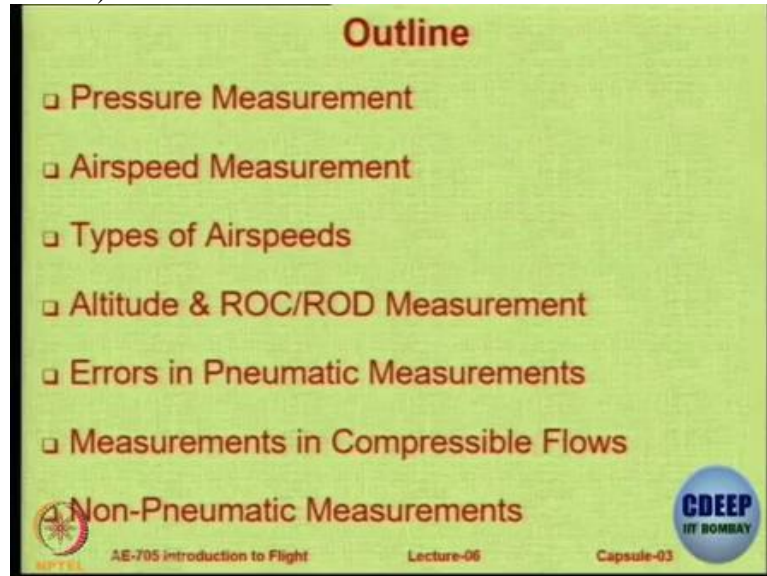 Outline
Pressure Measurement
Airspeed Measurement
Types of Airspeeds
Altitude & ROC/ROD Measurement
Errors in Pneumatic Measurements
Measurements in Compressible Flows
Non-Pneumatic Measurements
CDEEP
IIT BOMBAY
NPTEL
AE-705 Introduction to Flight Lecture-06 Capsule-03